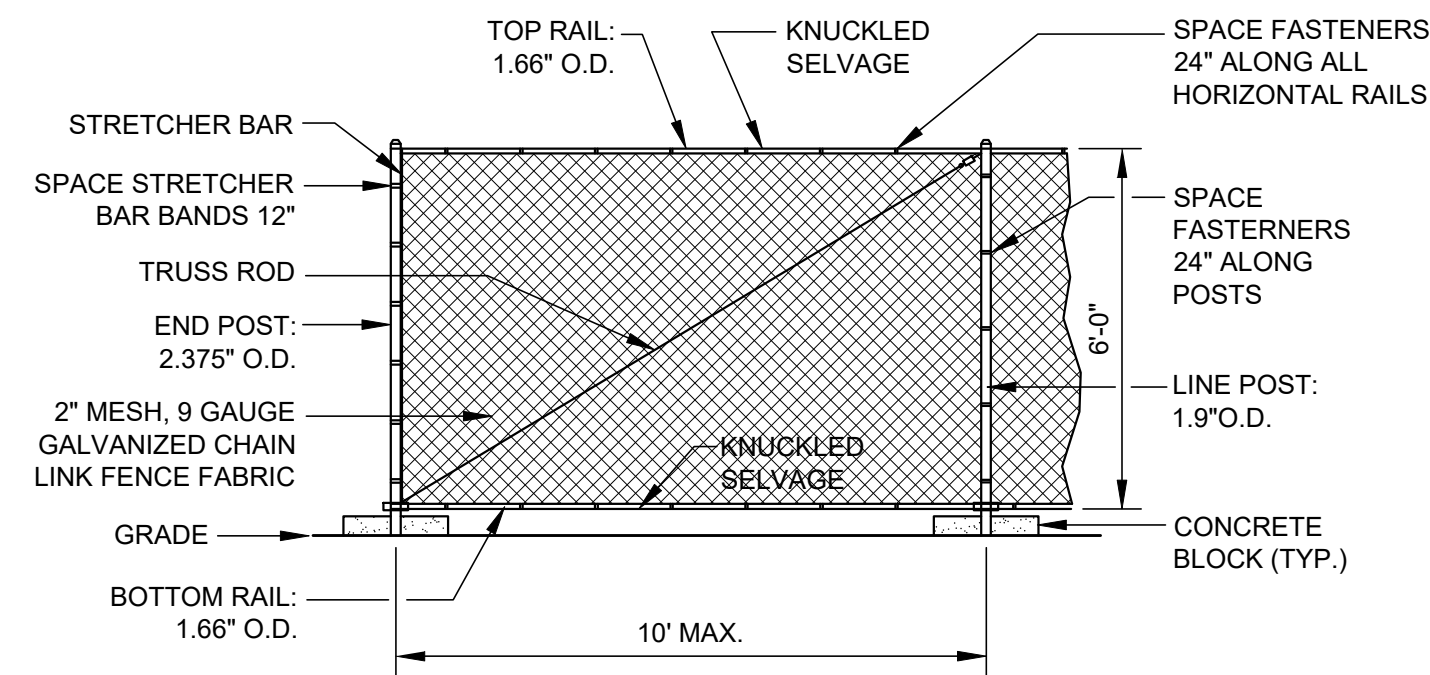 TOP RAIL:
1.66" O.D.
KNUCKLED
SELVAGE
SPACE FASTENERS
24" ALONG ALL
HORIZONTAL RAILS
STRETCHER BAR
SPACE STRETCHER
BAR BANDS 12"
TRUSS ROD
END POST:
2.375" O.D.
2" MESH, 9 GAUGE
GALVANIZED CHAIN
LINK FENCE FABRIC
GRADE
BOTTOM RAIL:
1.66" O.D.
KNUCKLED
SELVAGE
10' MAX.
6'-0"
SPACE
FASTERNERS
24" ALONG
POSTS
LINE POST:
1.9"O.D.
CONCRETE
BLOCK (TYP.)